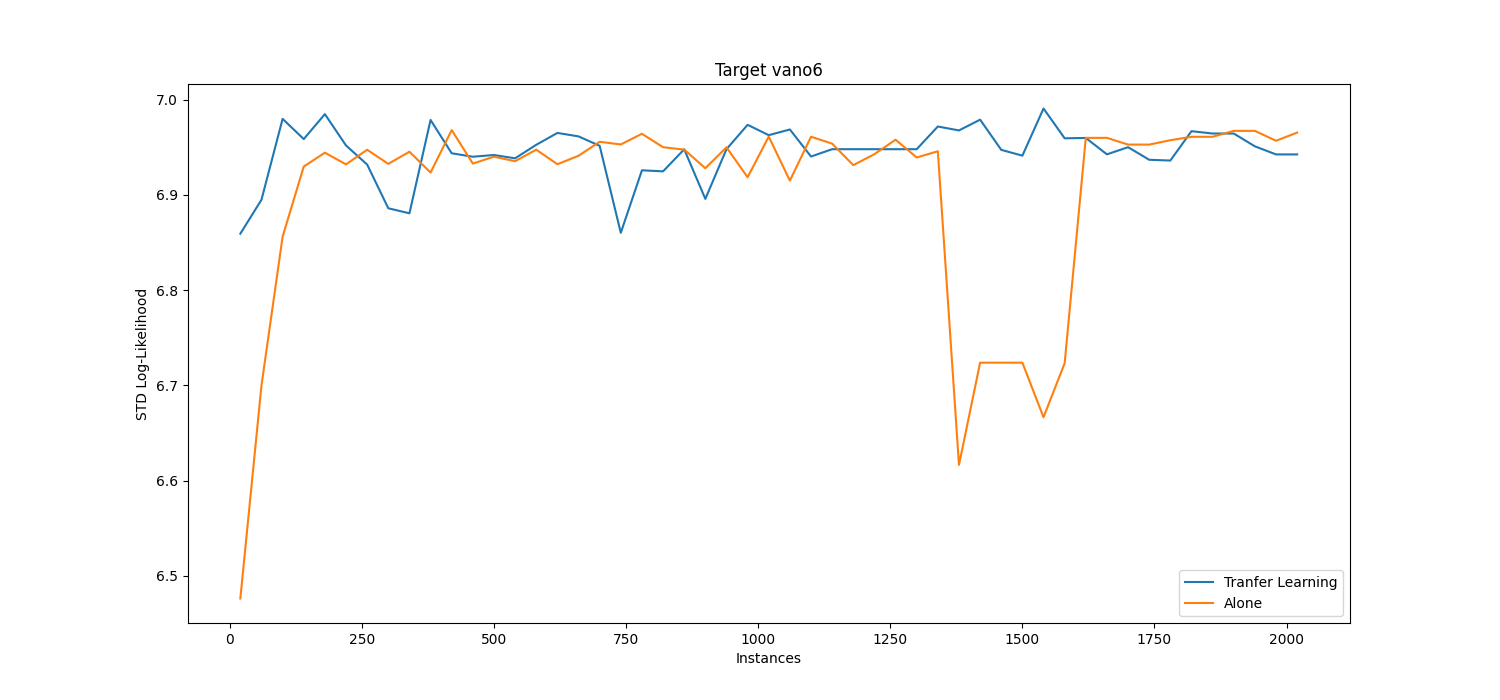 Target vano6
7.0
6.9
6.8
6.7
6.6
6.5
STD Log-Likelihood
0 250 500 750 1000 1250 1500 1750 2000
Instances
Tranfer Learning
Alone